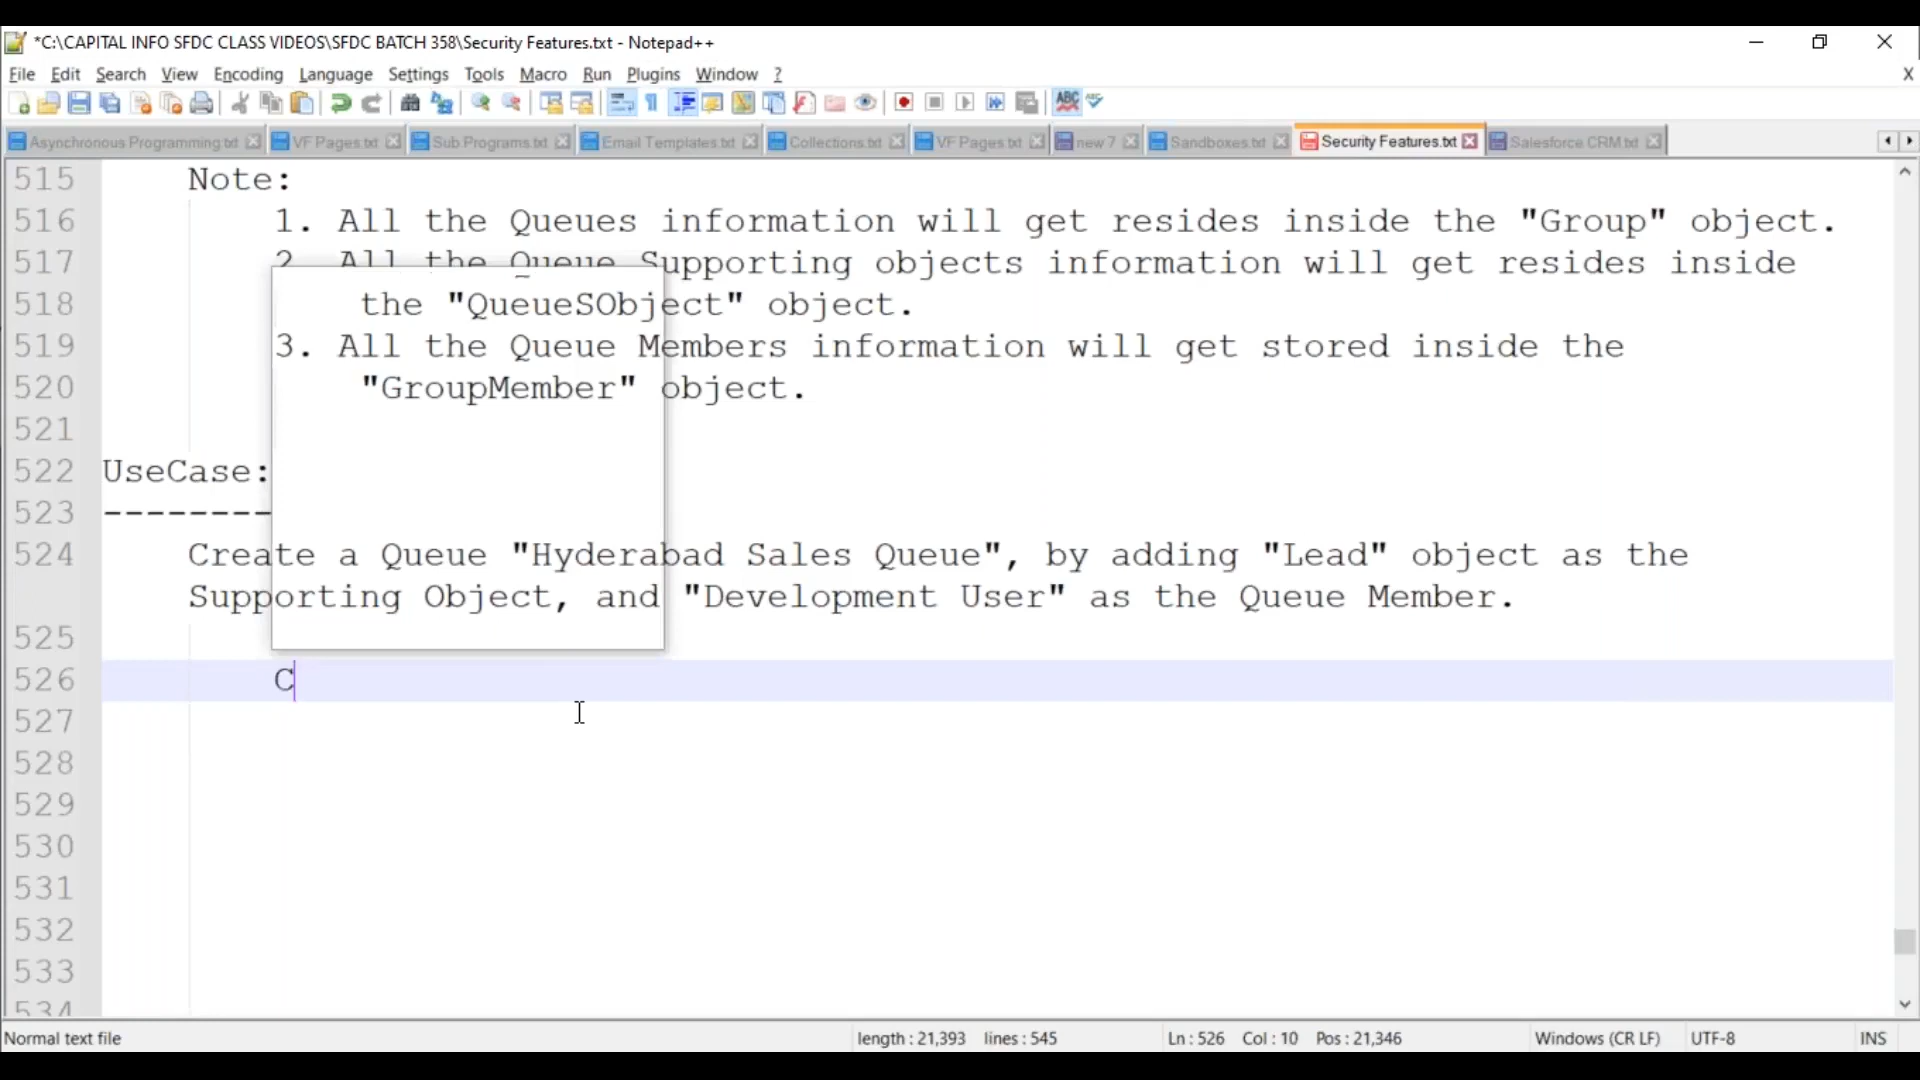 *C:\CAPITAL INFO SFDC CLASS VIDEOS\SFDC BATCH 358\Security Features.txt - Notepad++
File Edit Search View Encoding Language Settings Tools Macro Run Plugins Window ? X
Asynchronous Programming.txt VF Pages.txt Sub Programs.txt Email Templates.txt Collections.txt VF Pages.txt new 7 Sandboxes.txt Security Features.txt Salesforce CRM.txt
515 Note:
516 1. All the Queues information will get resides inside the "Group" object.
517 2. All the Queue Supporting objects information will get resides inside
518 the "QueueSObject" object.
519 3. All the Queue Members information will get stored inside the
520 "GroupMember" object.
521
522 UseCase:
523 --------
524 Create a Queue "Hyderabad Sales Queue", by adding "Lead" object as the
Supporting Object, and "Development User" as the Queue Member.
525
526 C
527
528
529
530
531
532
533
534
Normal text file length : 21,393 lines : 545 Ln : 526 Col : 10 Pos : 21,346 Windows (CR LF) UTF-8 INS